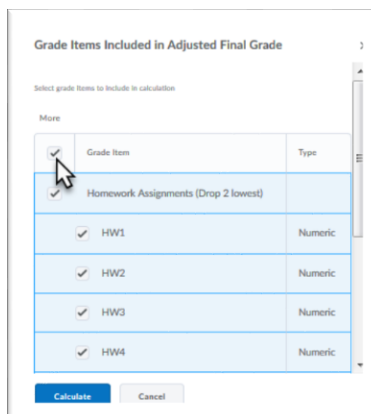 Grade Items Included in Adjusted Final Grade
Select grade items to include in calculation
More
Grade Item Type
Homework Assignments (Drop 2 lowest)
HW1 Numeric
HW2 Numeric
HW3 Numeric
HW4 Numeric
Calculate Cancel